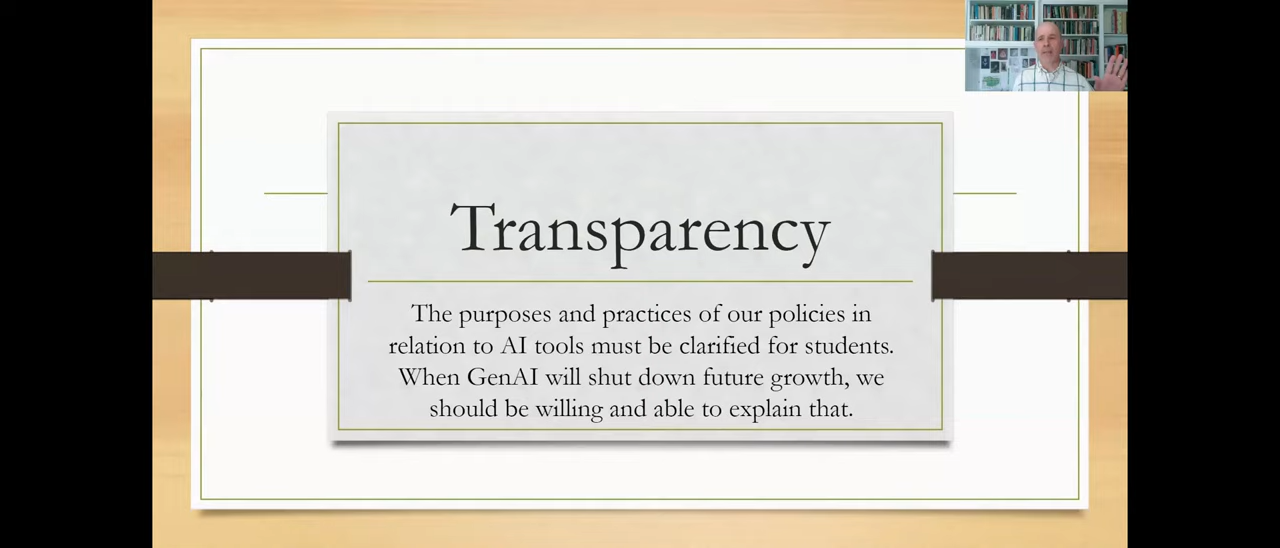 Transparency
The purposes and practices of our policies in
relation to AI tools must be clarified for students.
When GenAI will shut down future growth, we
should be willing and able to explain that.